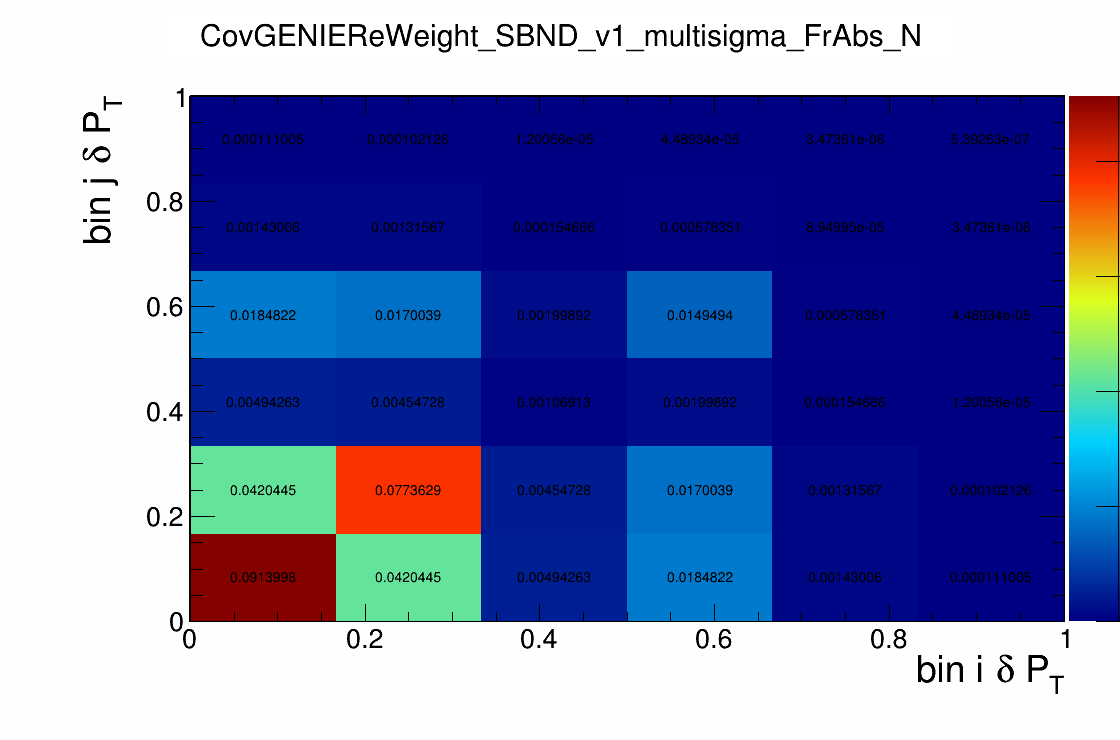 CovGENIEReWeight_SBND_v1_multisigma_FrAbs_N
bin j δ P_T
1
0.000111005 0.000102126 1.20056e-05 4.48934e-05 3.47361e-06 5.39263e-07
0.8
0.00143006 0.00131567 0.000154666 0.000578351 8.94995e-05 3.47361e-06
0.6
0.0184822 0.0170039 0.00199892 0.0149494 0.000578351 4.48934e-05
0.4
0.00494263 0.00454728 0.00106913 0.00199892 0.000154666 1.20056e-05
0.0420445 0.0773629 0.00454728 0.0170039 0.00131567 0.000102126
0.2
0.0913998 0.0420445 0.00494263 0.0184822 0.00143006 0.000111005
0
0 0.2 0.4 0.6 0.8 1
bin i δ P_T